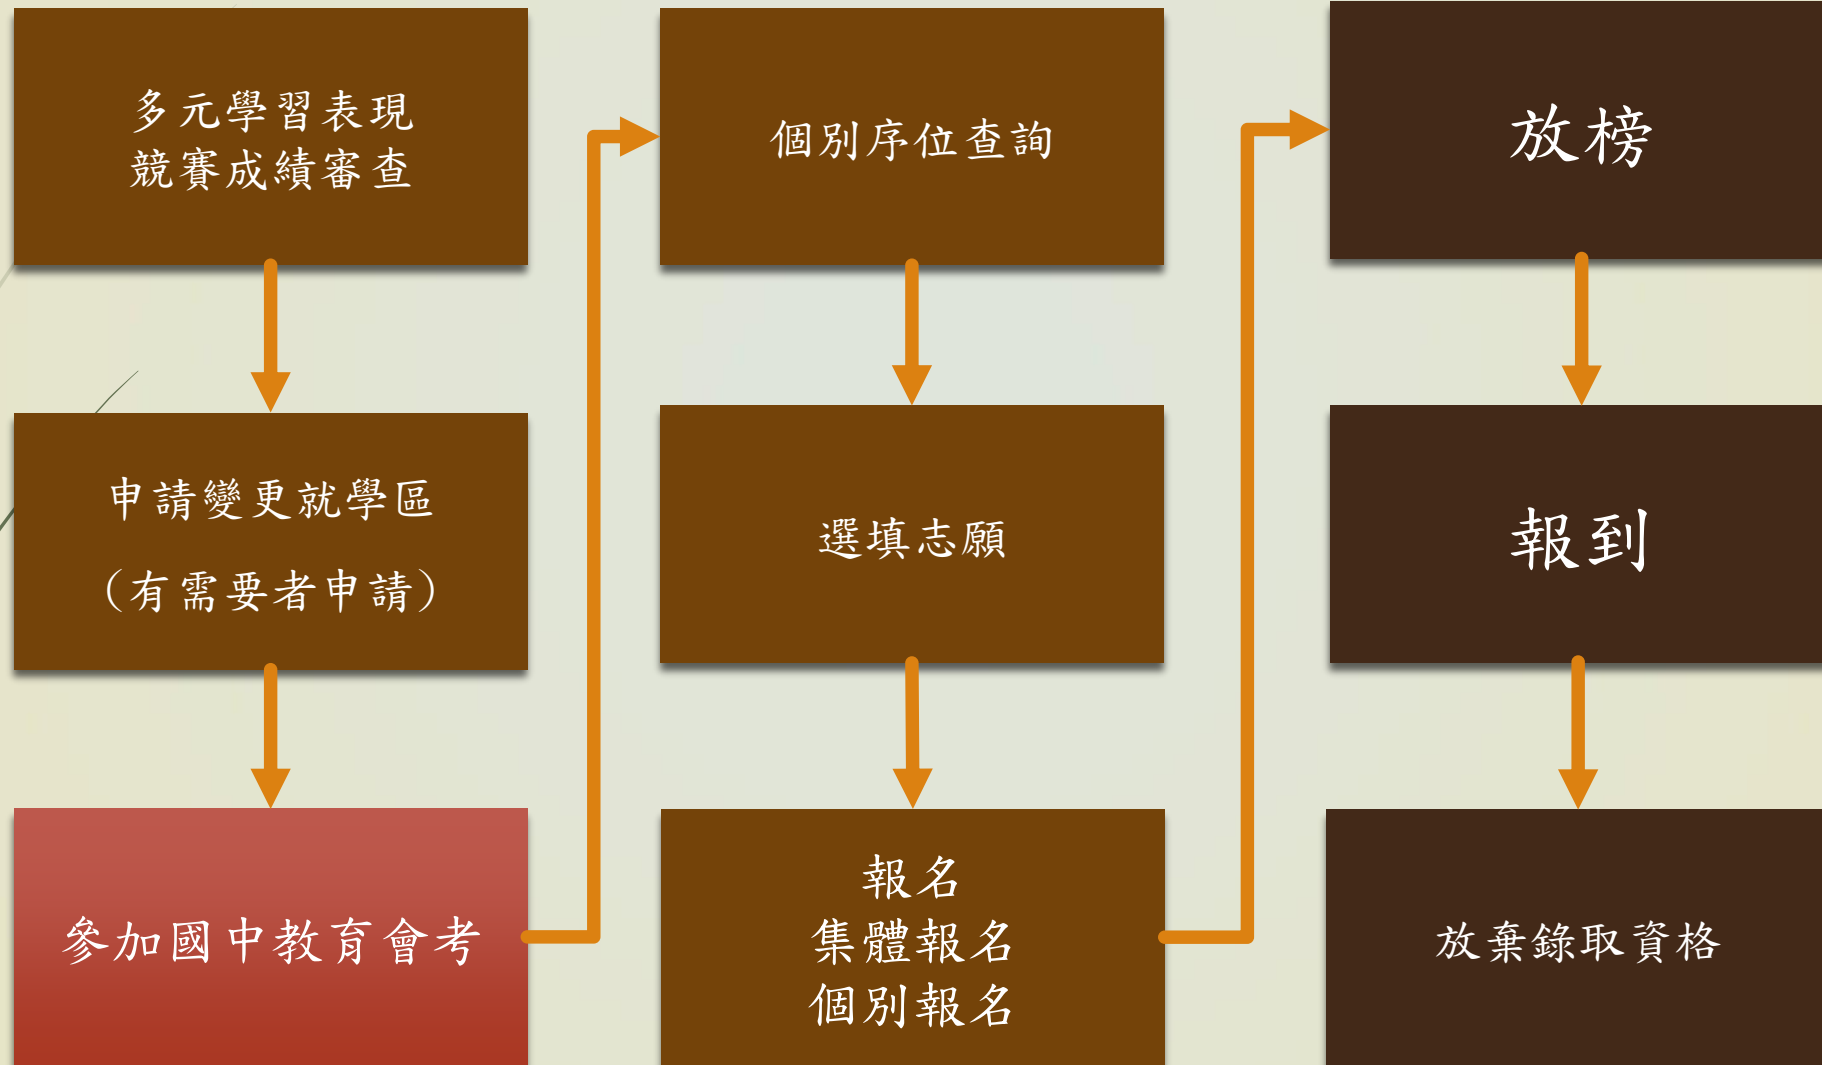 多元學習表現
競賽成績審查
申請變更就學區
（有需要者申請）
參加國中教育會考
個別序位查詢
選填志願
報名
集體報名
個別報名
放榜
報到
放棄錄取資格